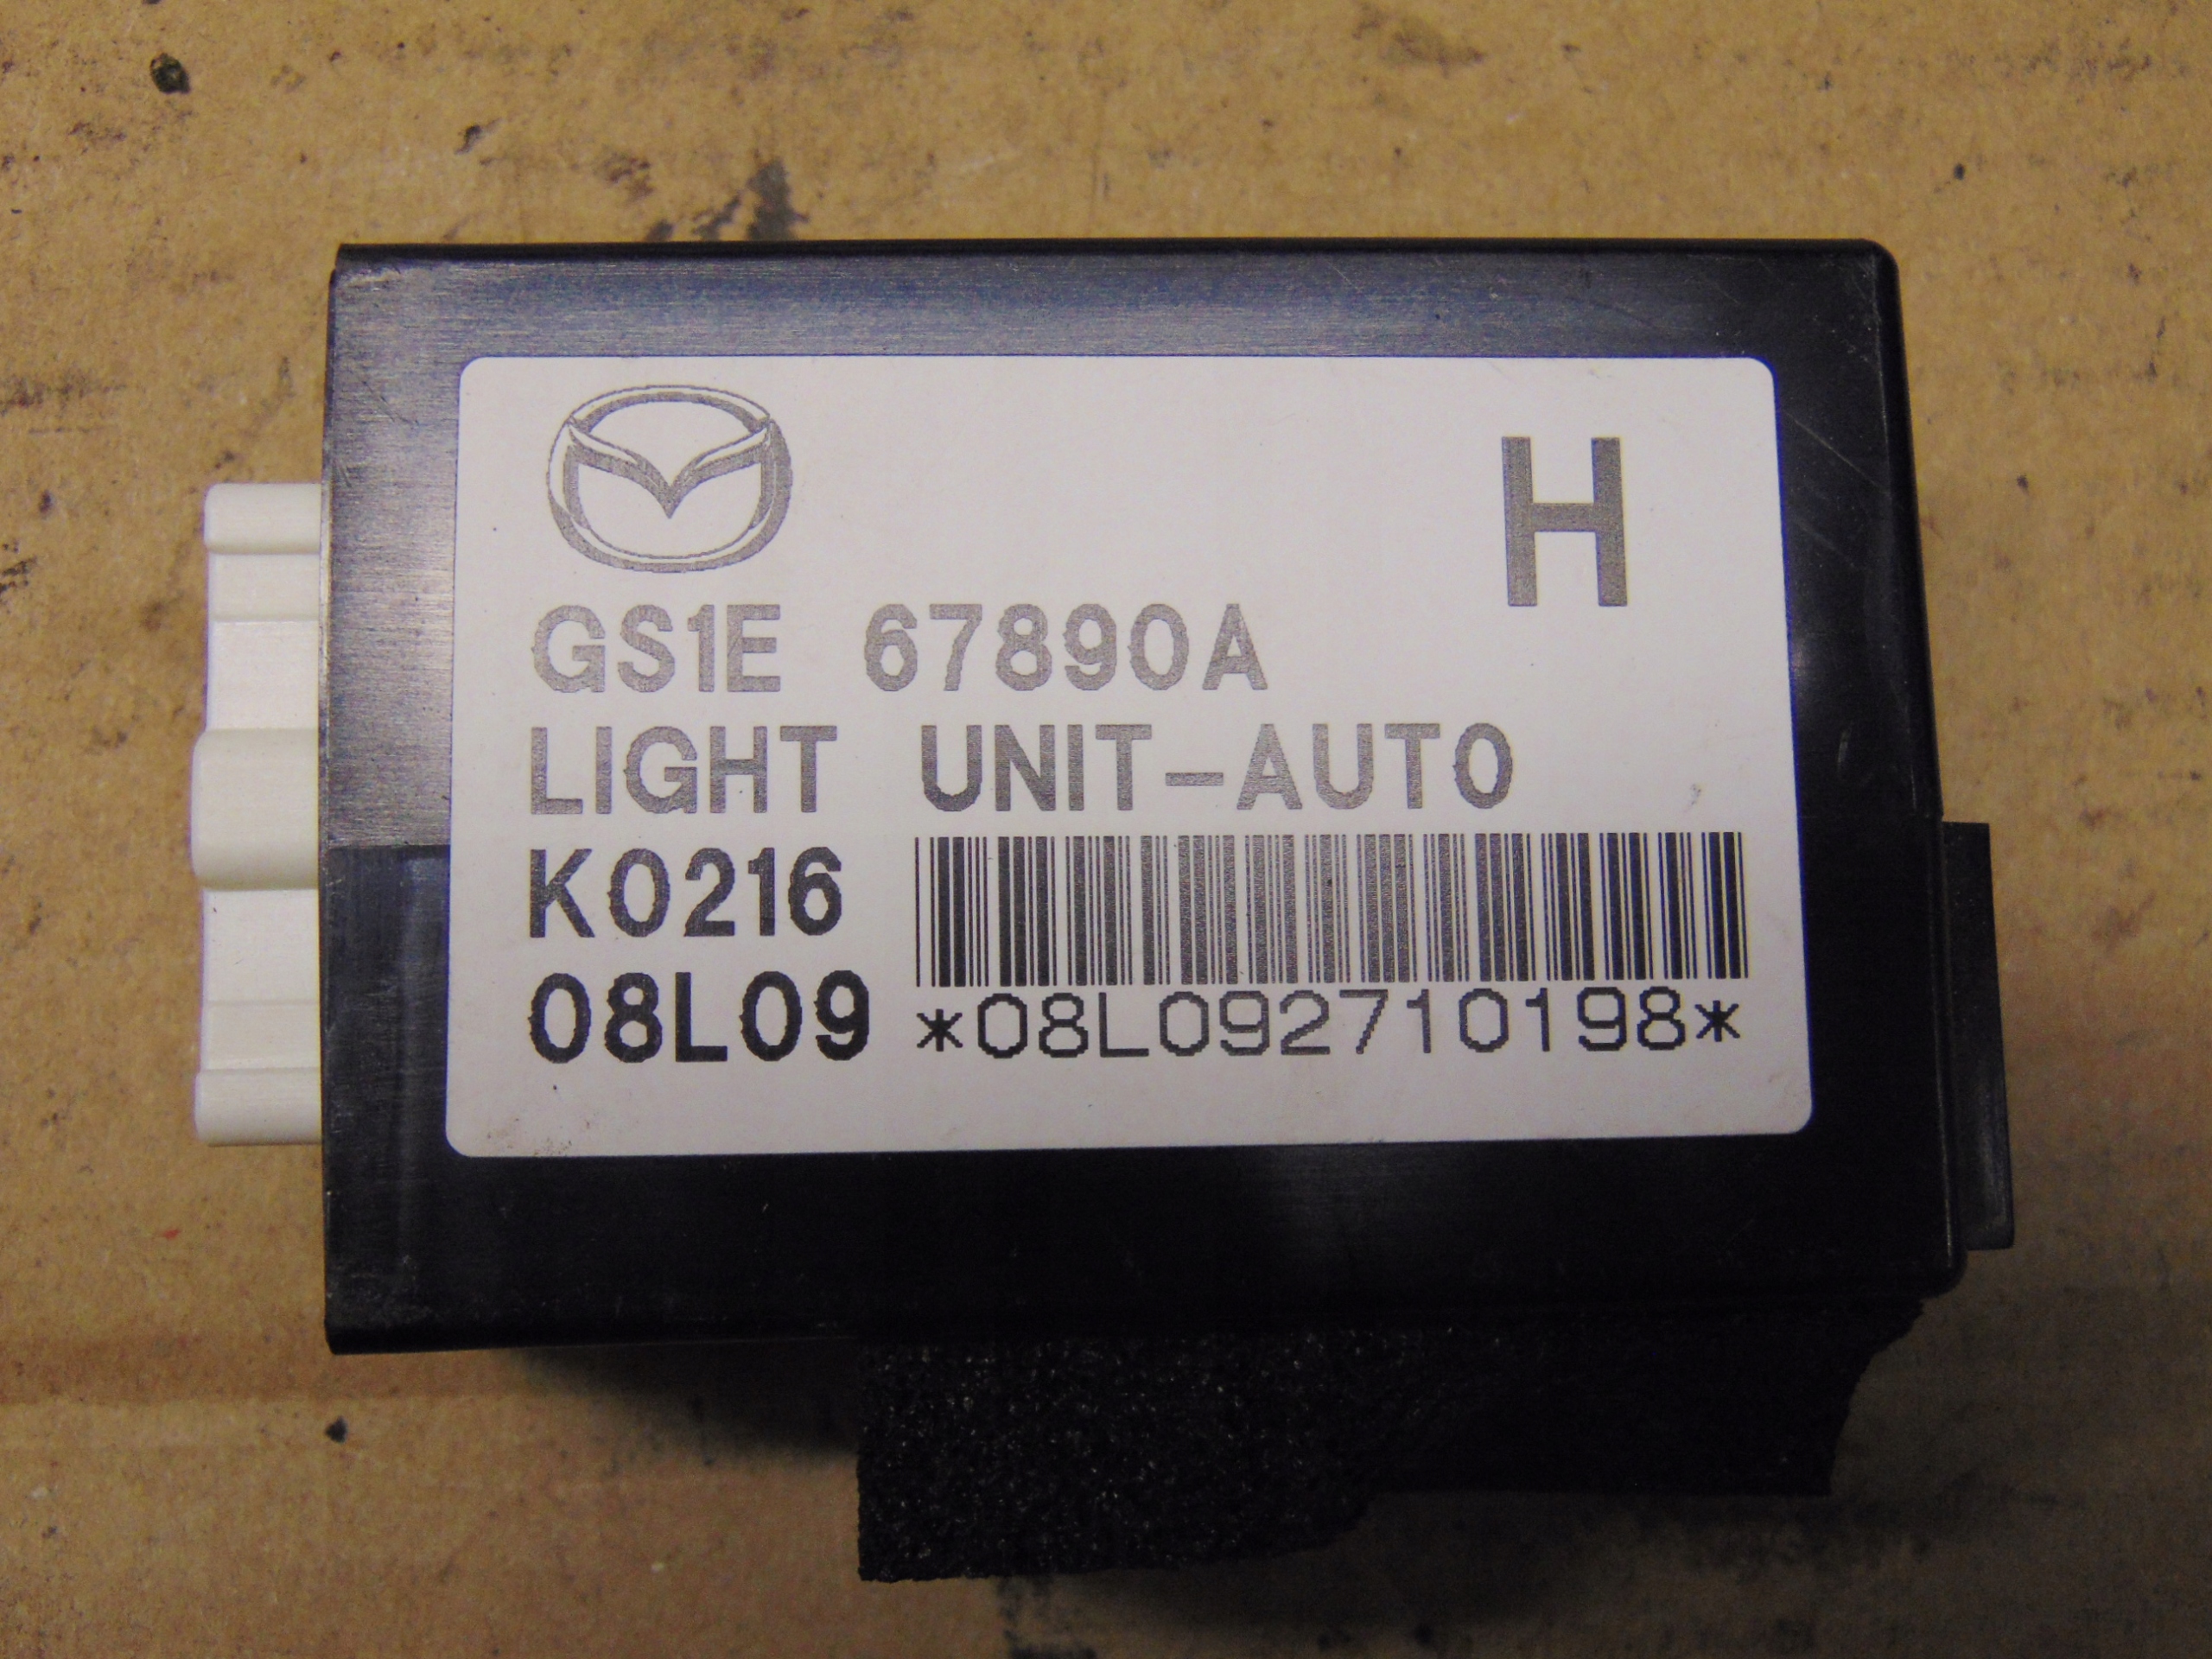 H
GS1E 67890A
LIGHT UNIT-AUTO
K0216
08L09 *08L092710198*